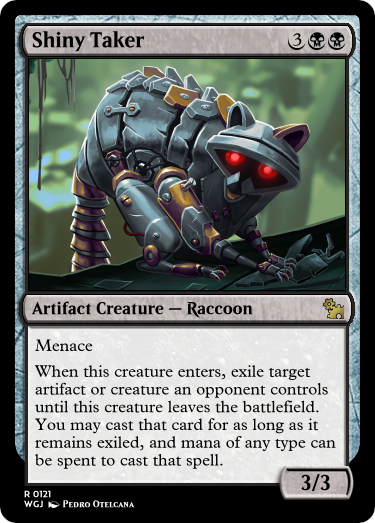 Shiny Taker 3
Artifact Creature — Raccoon
Menace
When this creature enters, exile target
artifact or creature an opponent controls
until this creature leaves the battlefield.
You may cast that card for as long as it
remains exiled, and mana of any type can
be spent to cast that spell.
3/3
R 0121
WGJ Pedro Otelcana